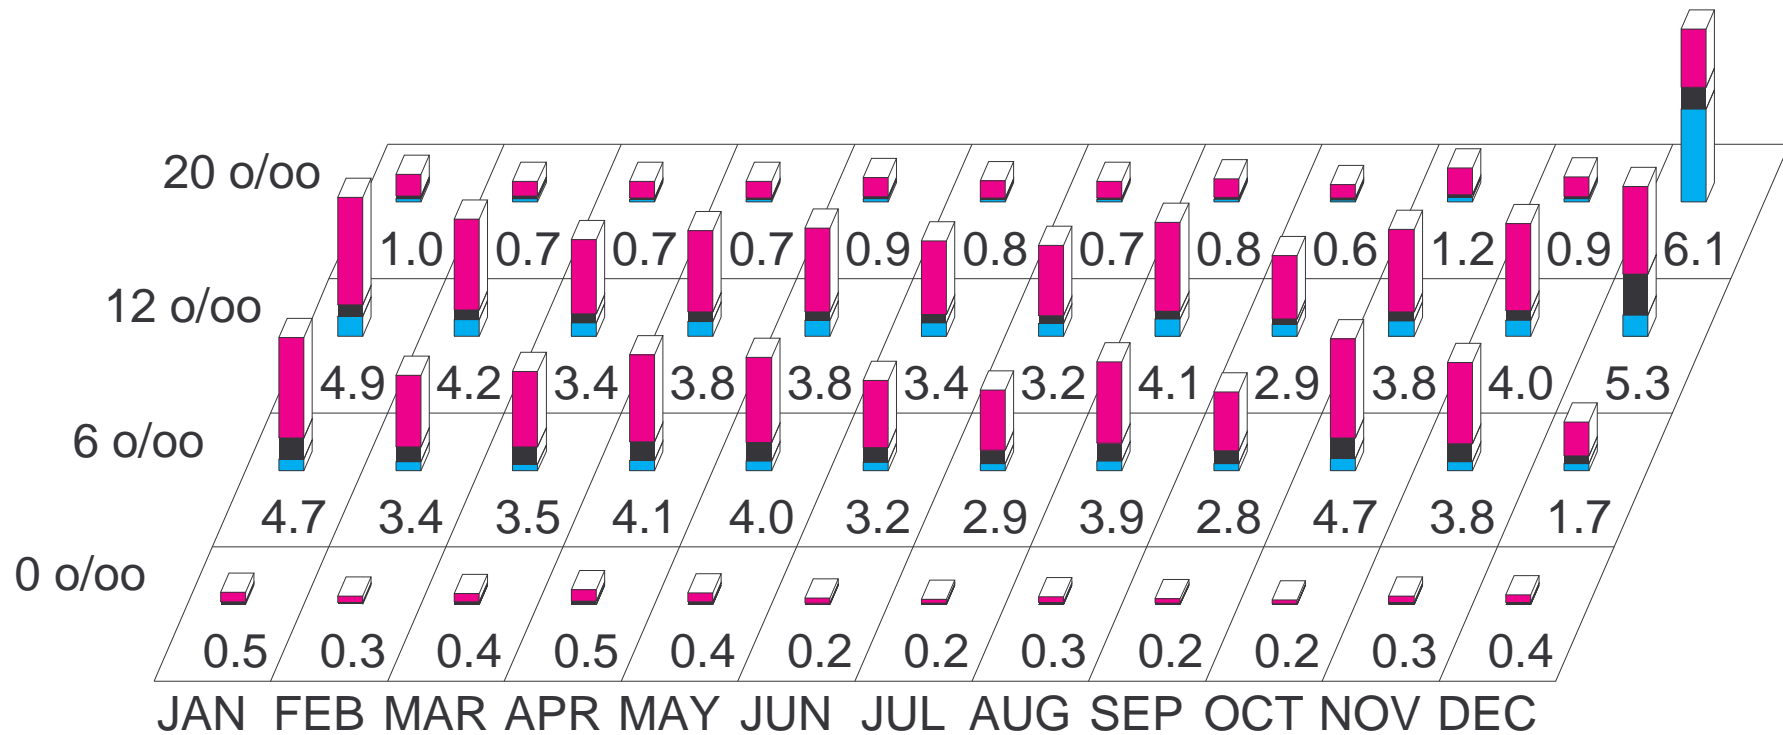 20 o/oo
1.0 0.7 0.7 0.7 0.9 0.8 0.7 0.8 0.6 1.2 0.9 6.1
12 o/oo
4.9 4.2 3.4 3.8 3.8 3.4 3.2 4.1 2.9 3.8 4.0 5.3
6 o/oo
4.7 3.4 3.5 4.1 4.0 3.2 2.9 3.9 2.8 4.7 3.8 1.7
0 o/oo
0.5 0.3 0.4 0.5 0.4 0.2 0.2 0.3 0.2 0.2 0.3 0.4
JAN FEB MAR APR MAY JUN JUL AUG SEP OCT NOV DEC